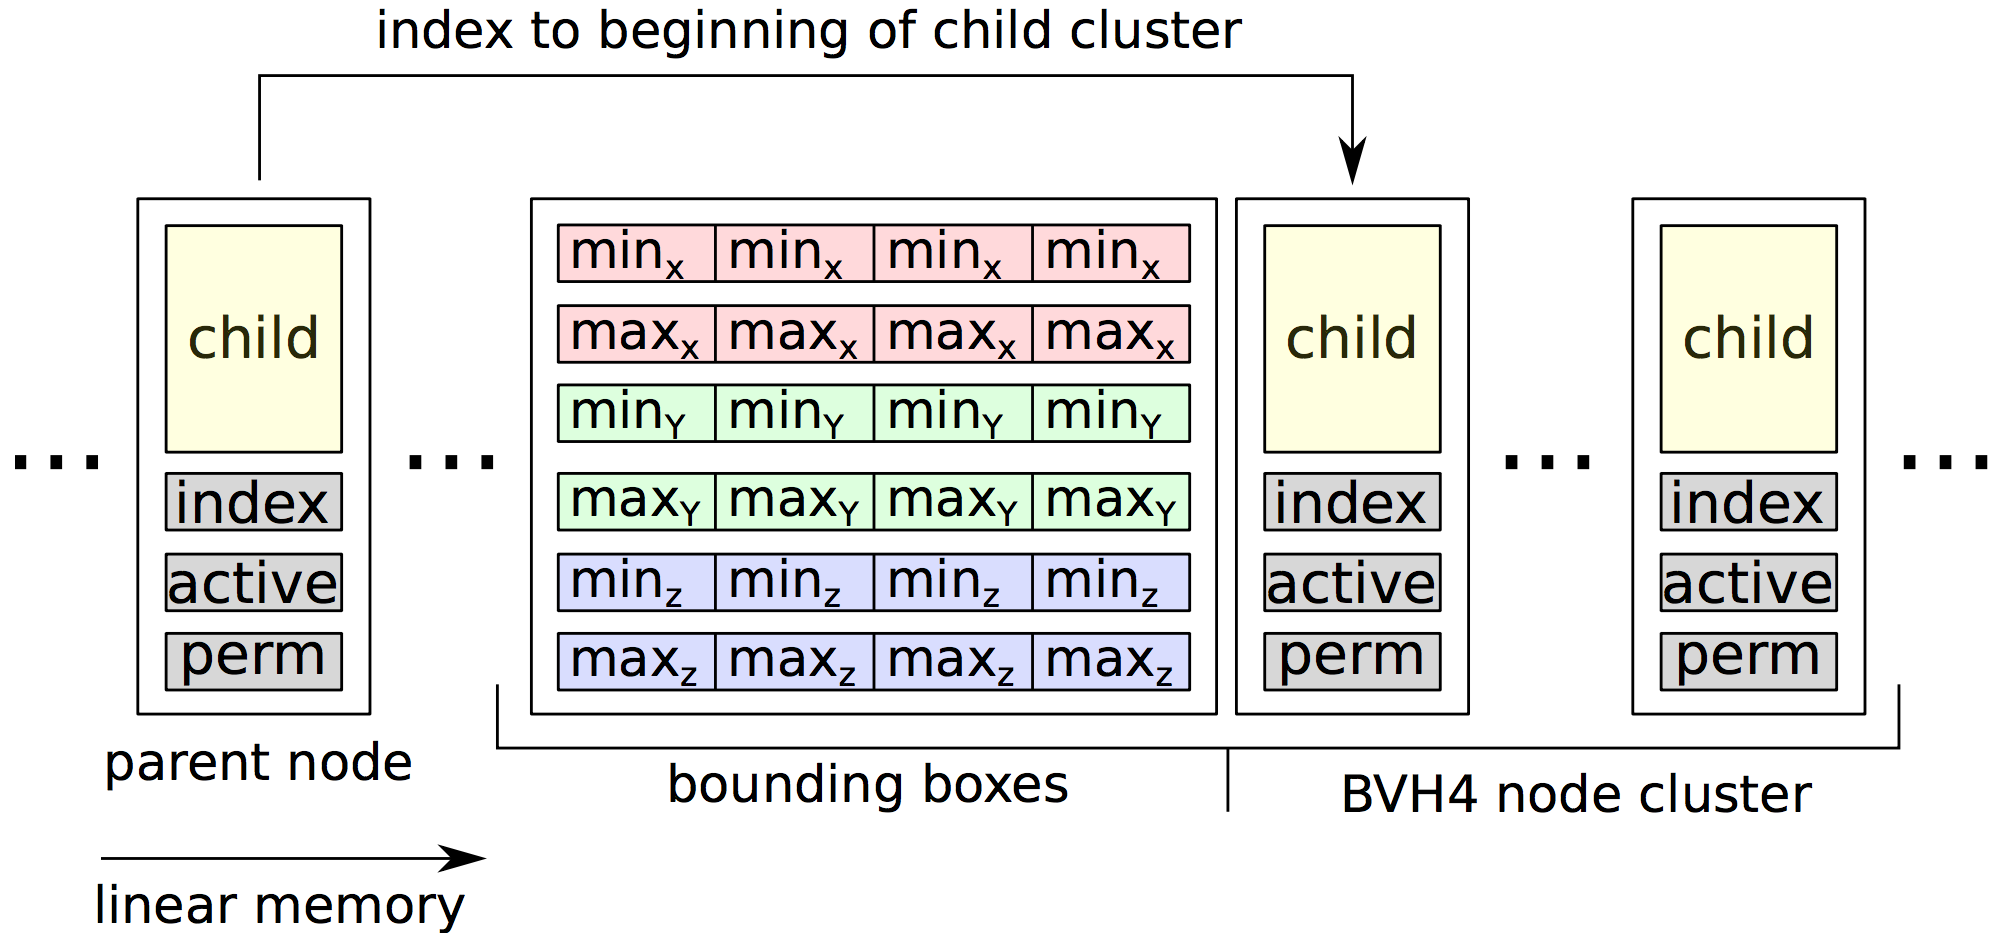 index to beginning of child cluster
child
index
active
perm
parent node
min_x min_x min_x min_x
max_x max_x max_x max_x
min_Y min_Y min_Y min_Y
max_Y max_Y max_Y max_Y
min_z min_z min_z min_z
max_z max_z max_z max_z
bounding boxes
child
index
active
perm
...
child
index
active
perm
...
BVH4 node cluster
linear memory